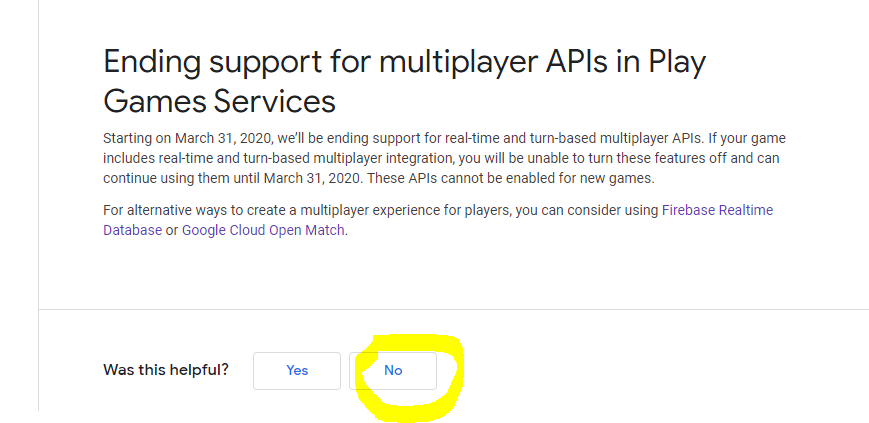 Ending support for multiplayer APIs in Play
Games Services
Starting on March 31, 2020, we'll be ending support for real-time and turn-based multiplayer APIs. If your game
includes real-time and turn-based multiplayer integration, you will be unable to turn these features off and can
continue using them until March 31, 2020. These APIs cannot be enabled for new games.
For alternative ways to create a multiplayer experience for players, you can consider using Firebase Realtime
Database or Google Cloud Open Match.
Was this helpful? Yes No